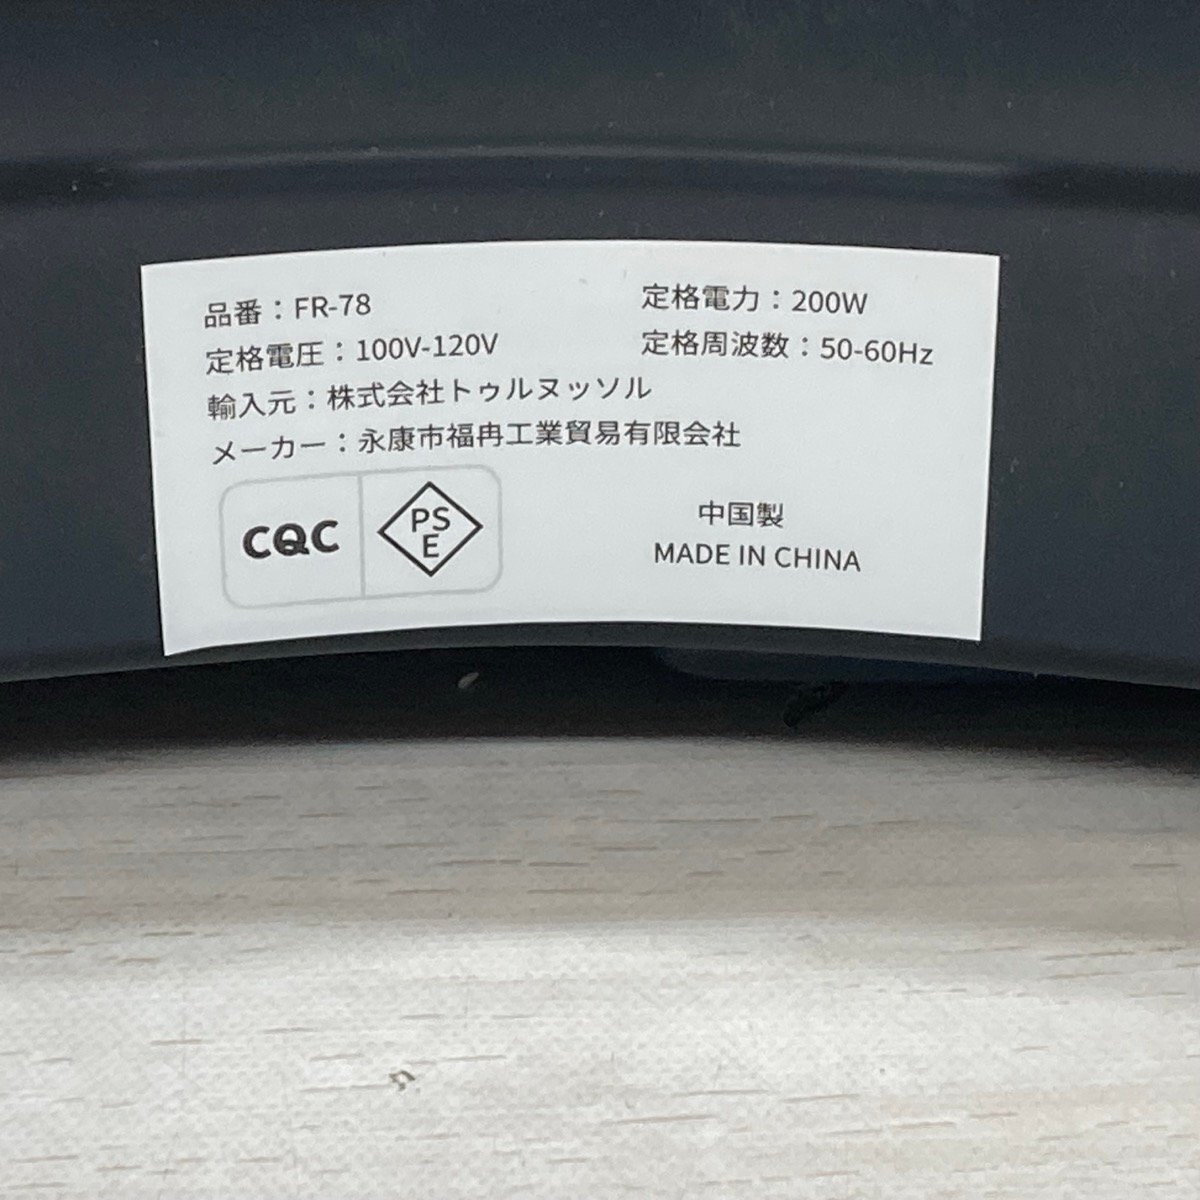 品番：FR-78 定格電力：200W
定格電圧：100V-120V 定格周波数：50-60Hz
輸入元：株式会社トゥルヌッソル
メーカー：永康市福冉工業貿易有限会社
CQC
PS
E
中国製
MADE IN CHINA